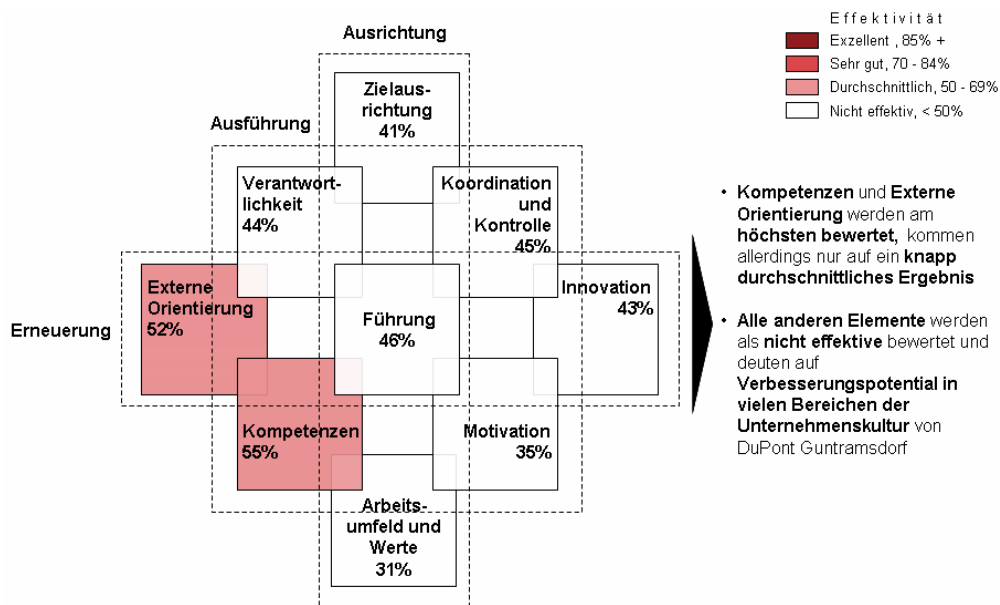 Effektivität
Exzellent , 85% +
Sehr gut, 70 - 84%
Durchschnittlich, 50 - 69%
Nicht effektiv, < 50%
Ausrichtung
Zielaus-
richtung
41%
Ausführung
Verantwort-
lichkeit
44%
Koordination
und
Kontrolle
45%
Erneuerung
Externe
Orientierung
52%
Führung
46%
Innovation
43%
Kompetenzen
55%
Motivation
35%
Arbeits-
umfeld und
Werte
31%
• Kompetenzen und Externe
Orientierung werden am
höchsten bewertet, kommen
allerdings nur auf ein knapp
durchschnittliches Ergebnis
• Alle anderen Elemente werden
als nicht effektive bewertet und
deuten auf
Verbesserungspotential in
vielen Bereichen der
Unternehmenskultur von
DuPont Guntramsdorf